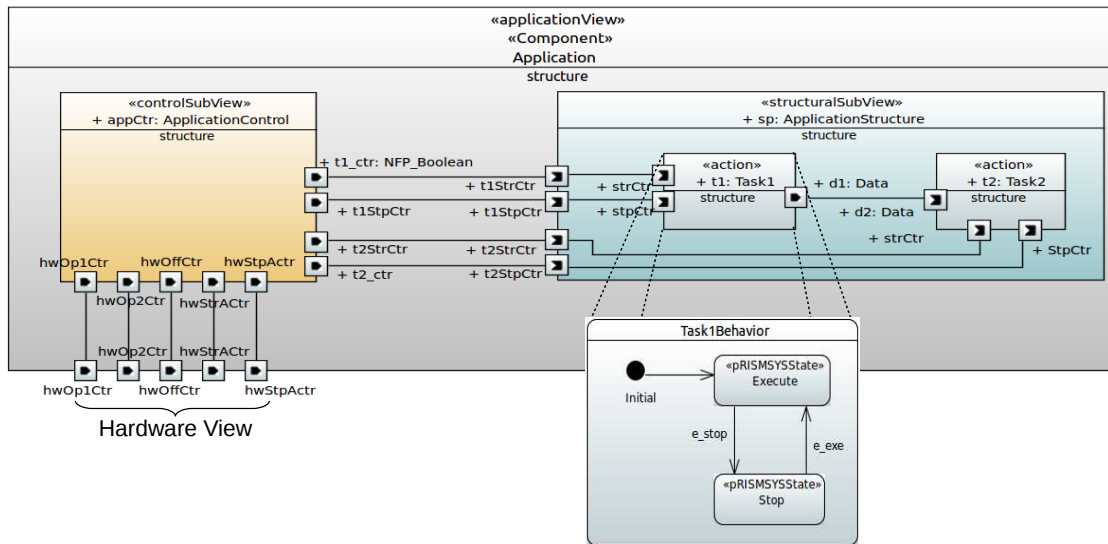 «applicationView»
«Component»
Application
structure
«controlSubView»
+ appCtr: ApplicationControl
structure
«structuralSubView»
+ sp: ApplicationStructure
structure
+ t1_ctr: NFP_Boolean
+ t1StrCtr
+ strCtr
«action»
+ t1: Task1
structure
+ d1: Data
«action»
+ t2: Task2
structure
+ t1StpCtr
+ t1StpCtr
+ stpCtr
+ d2: Data
+ strCtr
+ t2StrCtr
+ t2StrCtr
+ StpCtr
+ t2_ctr
+ t2StpCtr
hwOp1Ctr
hwOffCtr
hwStpActr
hwOp2Ctr
hwStrACtr
hwOp2Ctr
hwStrACtr
hwOp1Ctr
hwOffCtr
hwStpActr
Hardware View
Task1Behavior
Initial
«pRISMSYSState»
Execute
e_stop
e_exe
«pRISMSYSState»
Stop